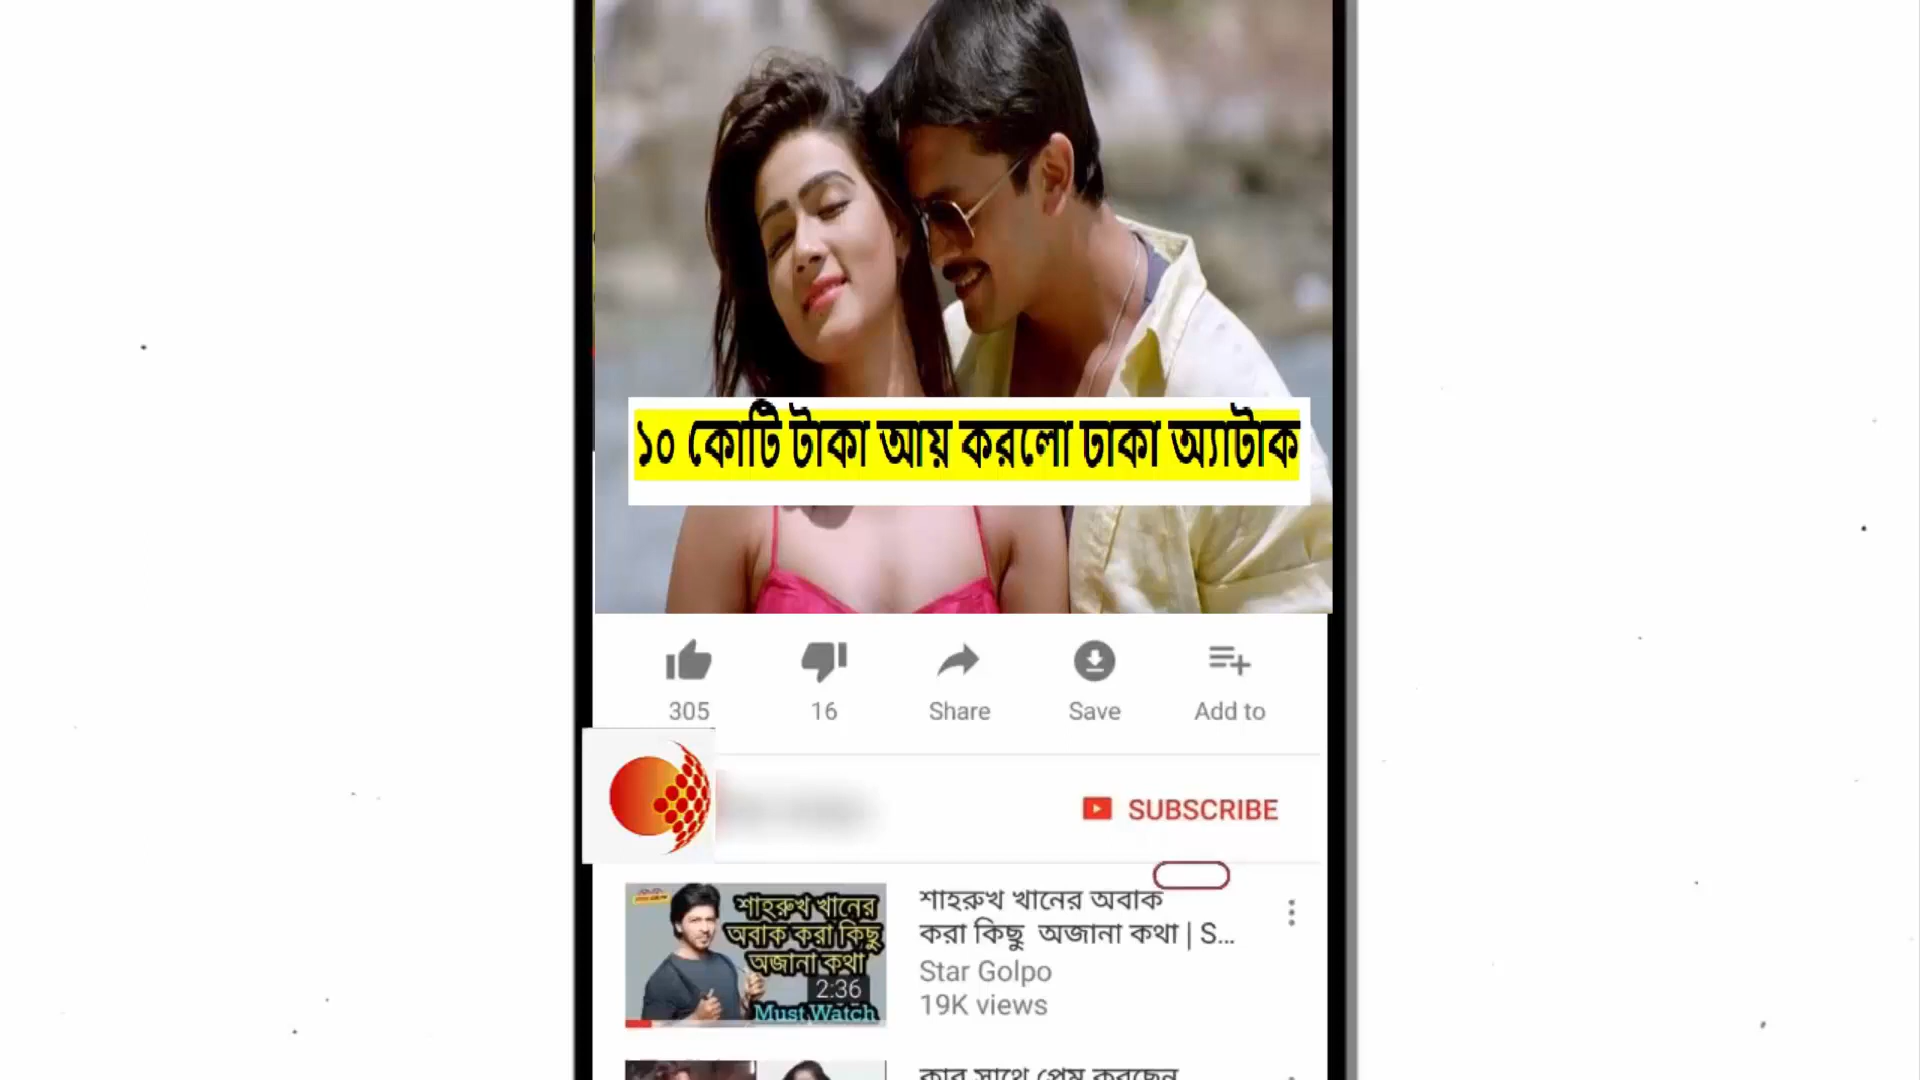 ১০ কোটি টাকা আয় করলো ঢাকা অ্যাটাক
305
16
Share
Save
Add to
SUBSCRIBE
শাহরুখ খানের
অবাক করা কিছু
অজানা কথা
2:36
Must Watch
শাহরুখ খানের অবাক
করা কিছু অজানা কথা | S...
Star Golpo
19K views
কার সাথে প্রেম করছেন